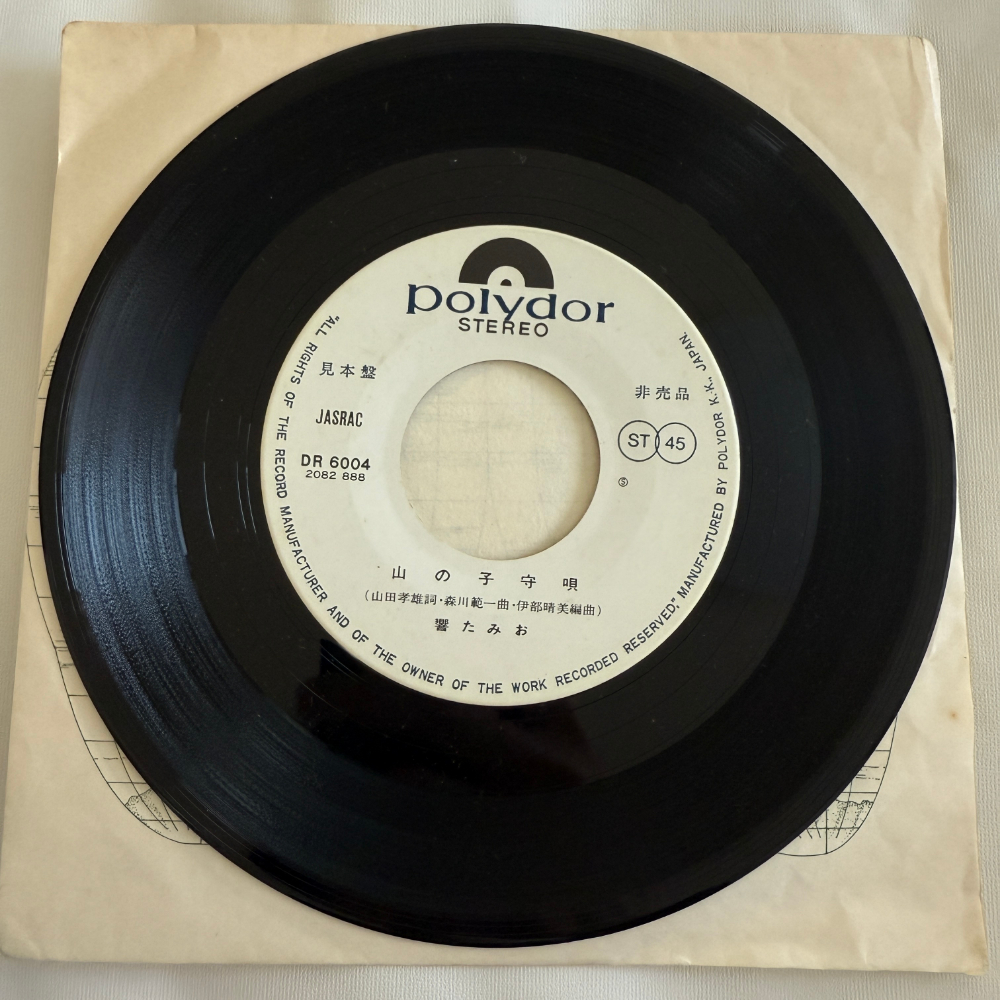 polydor
STEREO
見本盤
非売品
JASRAC
ST 45
DR 6004
2082 888
Ⓢ
山の子守唄
(山田孝雄詞・森川範一曲・伊部晴美編曲)
響たみお
"ALL RIGHTS OF THE RECORD MANUFACTURER AND OF THE OWNER OF THE WORK RECORDED RESERVED." MANUFACTURED BY POLYDOR K.K., JAPAN.